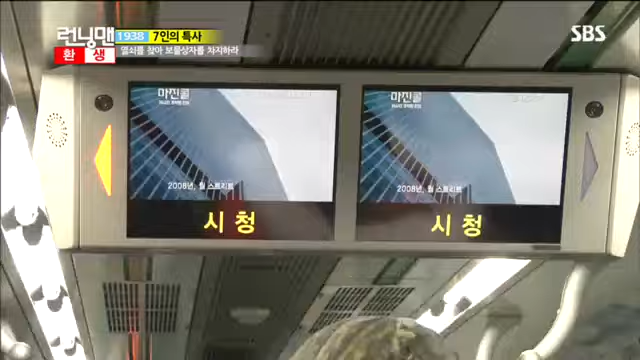 런닝맨 1938 7인의 특사
환 생 열쇠를 찾아 보물상자를 차지하라
SBS
마진콜
마진콜
2008년, 월 스트리트
2008년, 월 스트리트
시청
시청